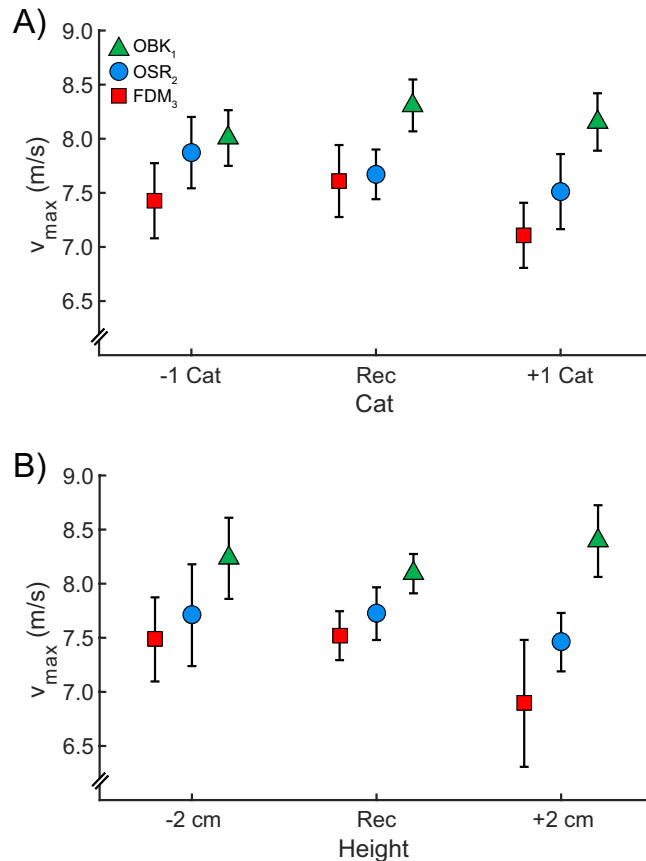 A)
9.0
8.5
8.0
7.5
7.0
6.5
v_max (m/s)
OBK₁
OSR₂
FDM₃
-1 Cat Rec +1 Cat
Cat
B)
9.0
8.5
8.0
7.5
7.0
6.5
v_max (m/s)
-2 cm Rec +2 cm
Height